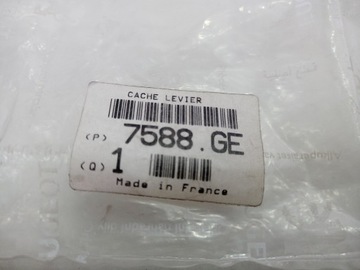 CACHE LEVIER
(P) 7588.GE
(Q) 1
Made in France